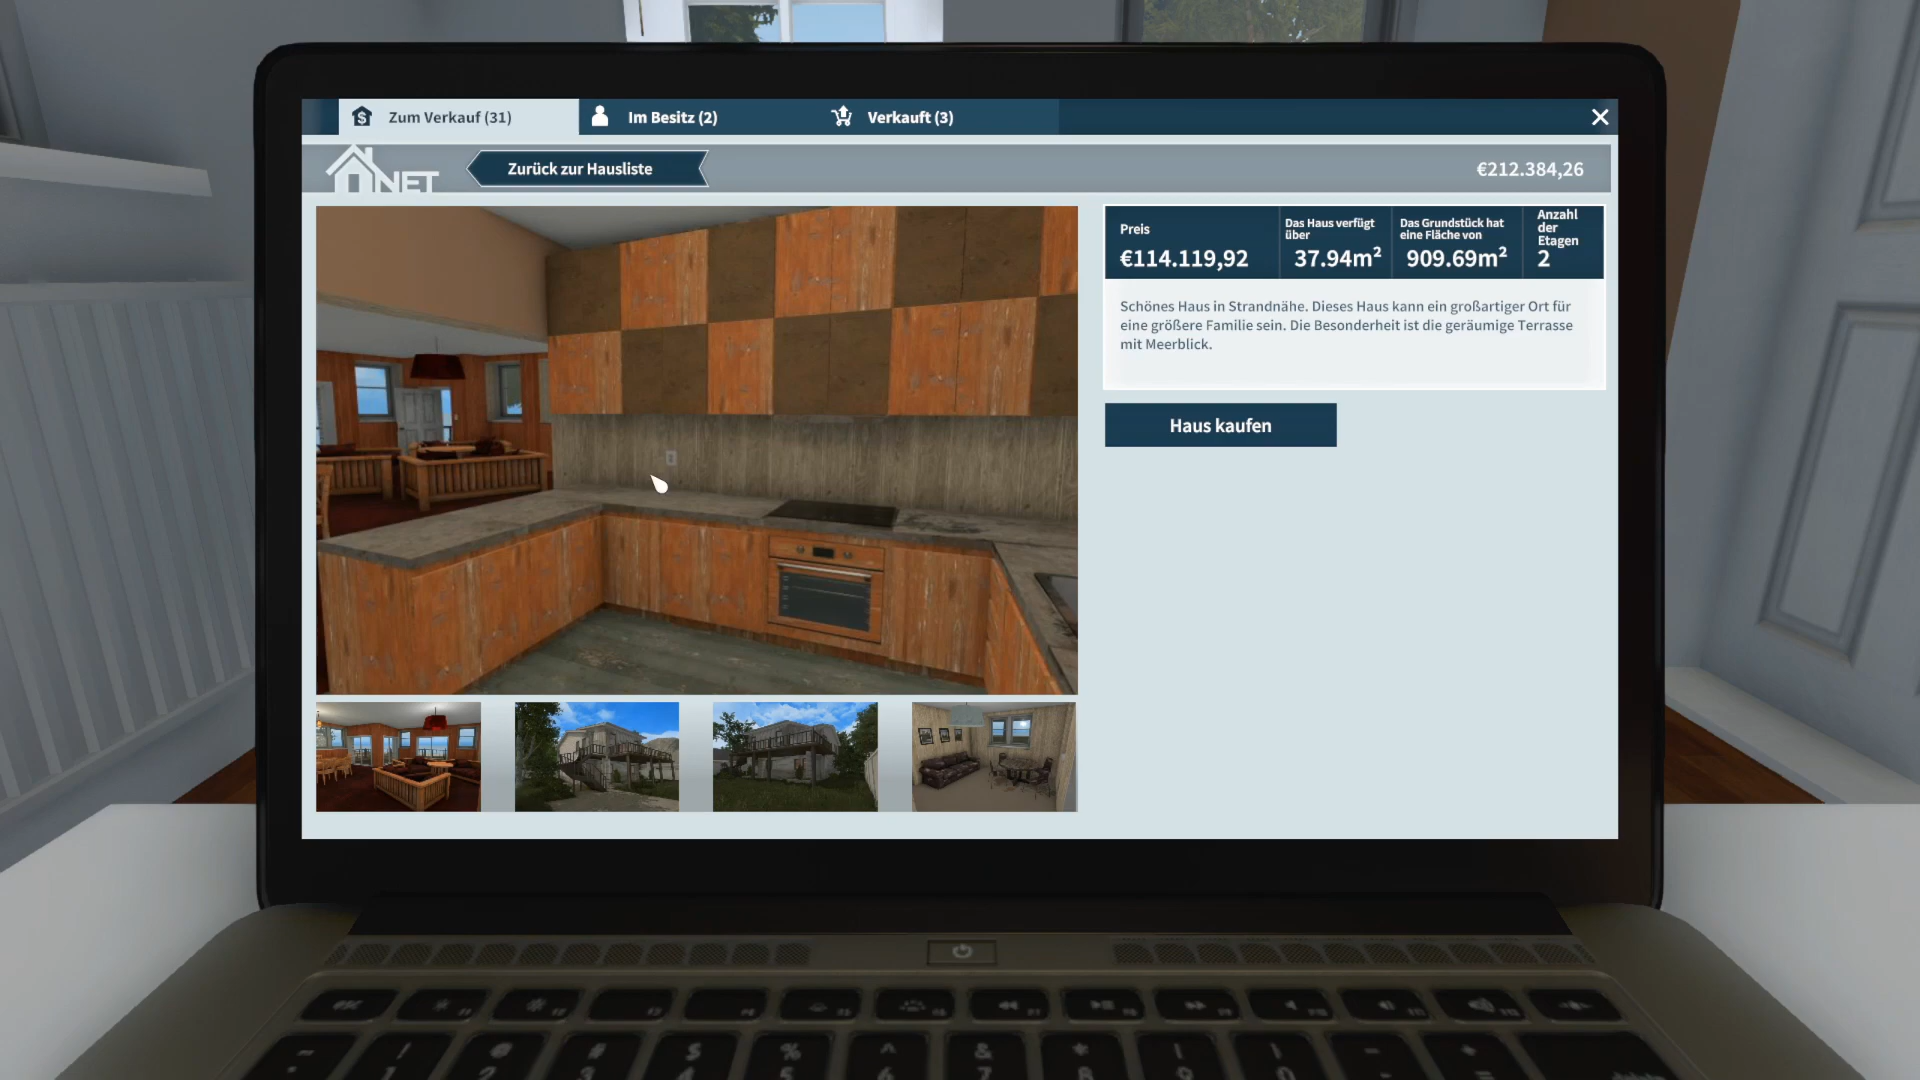 Zum Verkauf (31)
Im Besitz (2)
Verkauft (3)
NET
Zurück zur Hausliste
€212.384,26
Preis
€114.119,92
Das Haus verfügt
über
37.94m²
Das Grundstück hat
eine Fläche von
909.69m²
Anzahl
der
Etagen
2
Schönes Haus in Strandnähe. Dieses Haus kann ein großartiger Ort für
eine größere Familie sein. Die Besonderheit ist die geräumige Terrasse
mit Meerblick.
Haus kaufen
esc